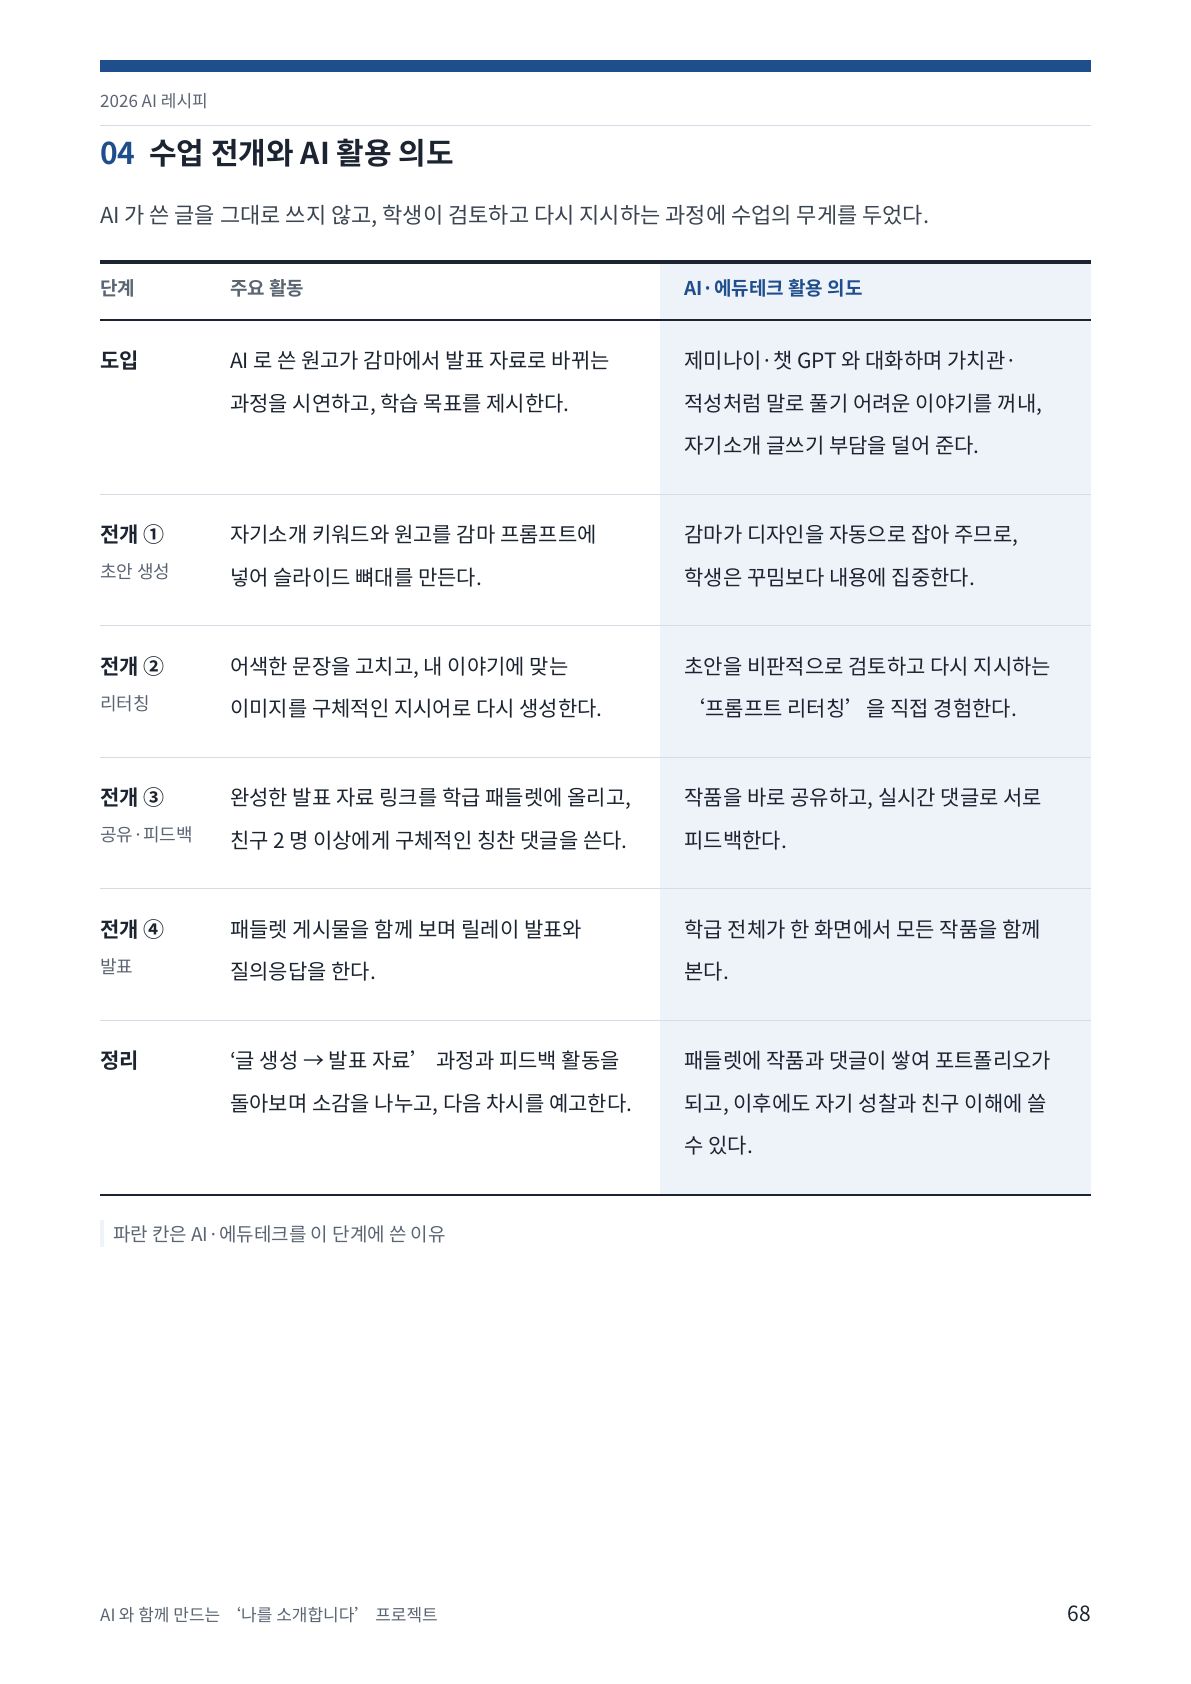 2026 AI 레시피
04 수업 전개와 AI 활용 의도
AI 가 쓴 글을 그대로 쓰지 않고, 학생이 검토하고 다시 지시하는 과정에 수업의 무게를 두었다.
단계 주요 활동 AI·에듀테크 활용 의도
도입
AI 로 쓴 원고가 감마에서 발표 자료로 바뀌는
과정을 시연하고, 학습 목표를 제시한다.
제미나이·챗 GPT 와 대화하며 가치관·
적성처럼 말로 풀기 어려운 이야기를 꺼내,
자기소개 글쓰기 부담을 덜어 준다.
전개 ①
초안 생성
자기소개 키워드와 원고를 감마 프롬프트에
넣어 슬라이드 뼈대를 만든다.
감마가 디자인을 자동으로 잡아 주므로,
학생은 꾸밈보다 내용에 집중한다.
전개 ②
리터칭
어색한 문장을 고치고, 내 이야기에 맞는
이미지를 구체적인 지시어로 다시 생성한다.
초안을 비판적으로 검토하고 다시 지시하는
‘프롬프트 리터칭’ 을 직접 경험한다.
전개 ③
공유·피드백
완성한 발표 자료 링크를 학급 패들렛에 올리고,
친구 2 명 이상에게 구체적인 칭찬 댓글을 쓴다.
작품을 바로 공유하고, 실시간 댓글로 서로
피드백한다.
전개 ④
발표
패들렛 게시물을 함께 보며 릴레이 발표와
질의응답을 한다.
학급 전체가 한 화면에서 모든 작품을 함께
본다.
정리
‘글 생성 → 발표 자료’ 과정과 피드백 활동을
돌아보며 소감을 나누고, 다음 차시를 예고한다.
패들렛에 작품과 댓글이 쌓여 포트폴리오가
되고, 이후에도 자기 성찰과 친구 이해에 쓸
수 있다.
파란 칸은 AI·에듀테크를 이 단계에 쓴 이유
AI 와 함께 만드는 ‘나를 소개합니다’ 프로젝트
68